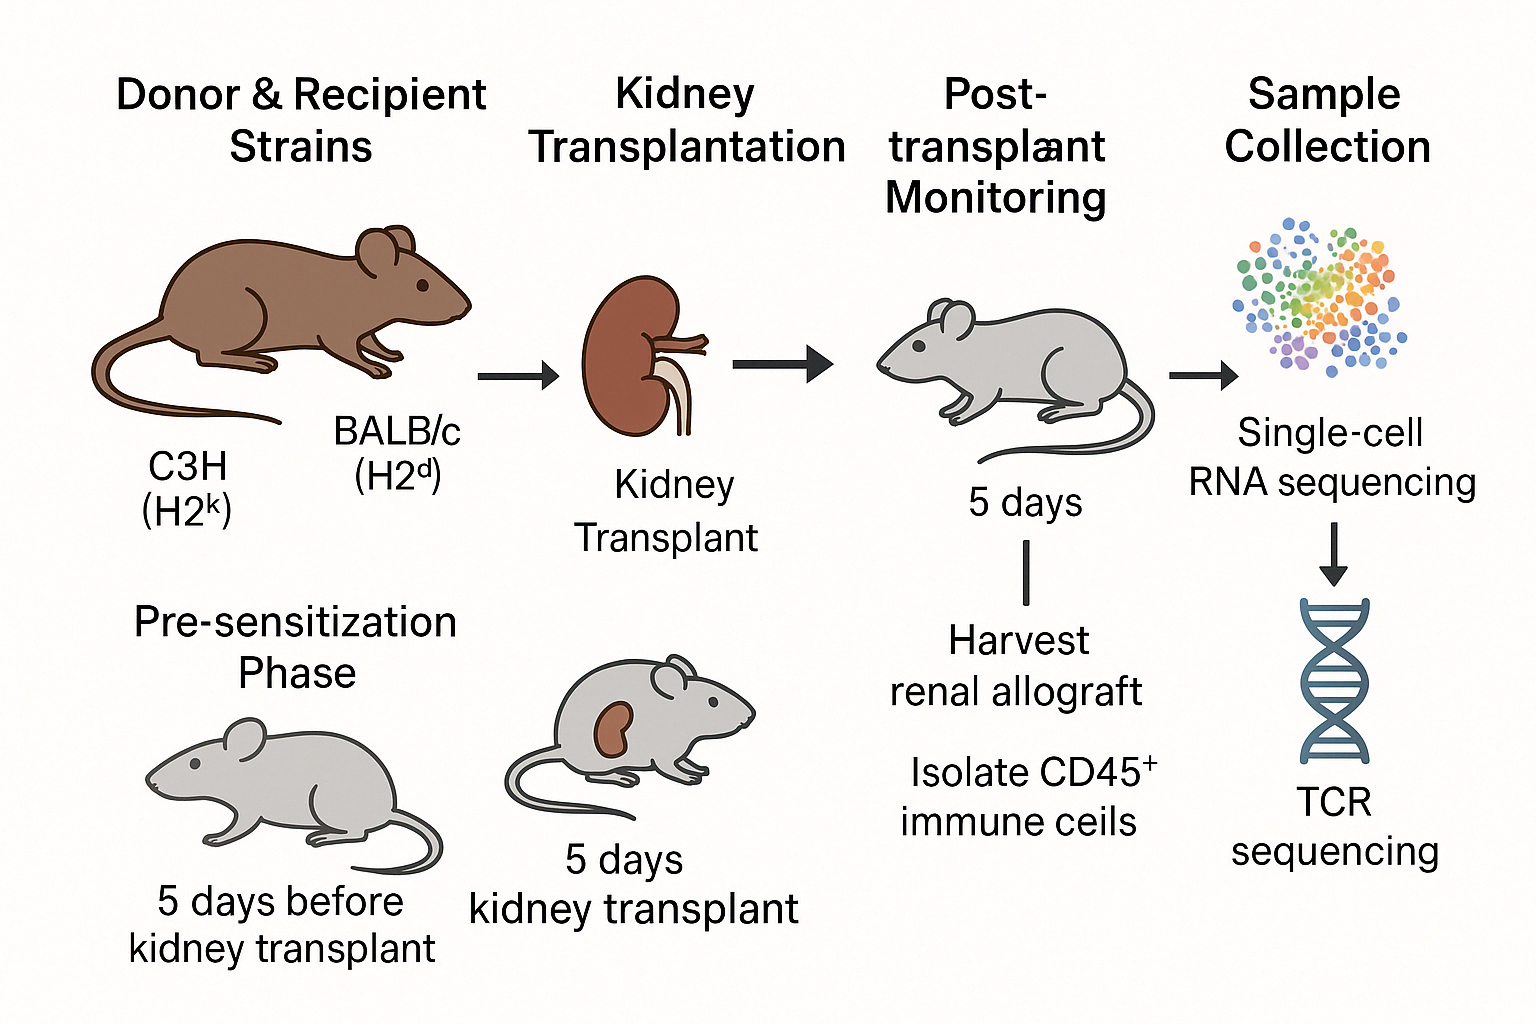 Donor & Recipient
Strains
C3H
(H2ᵏ)
BALB/c
(H2ᵈ)
Kidney
Transplantation
Kidney
Transplant
Post-
transplant
Monitoring
5 days
Harvest
renal allograft
Isolate CD45⁺
immune ceils
Sample
Collection
Single-cell
RNA sequencing
TCR
sequencing
Pre-sensitization
Phase
5 days before
kidney transplant
5 days
kidney transplant